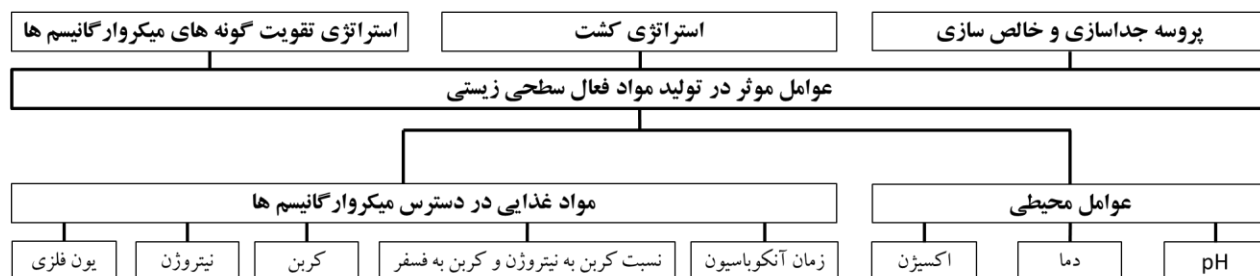 پروسه جداسازی و خالص سازی
استراتژی کشت
استراتژی تقویت گونه های میکروارگانیسم ها
عوامل موثر در تولید مواد فعال سطحی زیستی
عوامل محیطی
مواد غذایی در دسترس میکروارگانیسم ها
pH
دما
اکسیژن
زمان آنکوباسیون
نسبت کربن به نیتروژن و کربن به فسفر
کربن
نیتروژن
یون فلزی